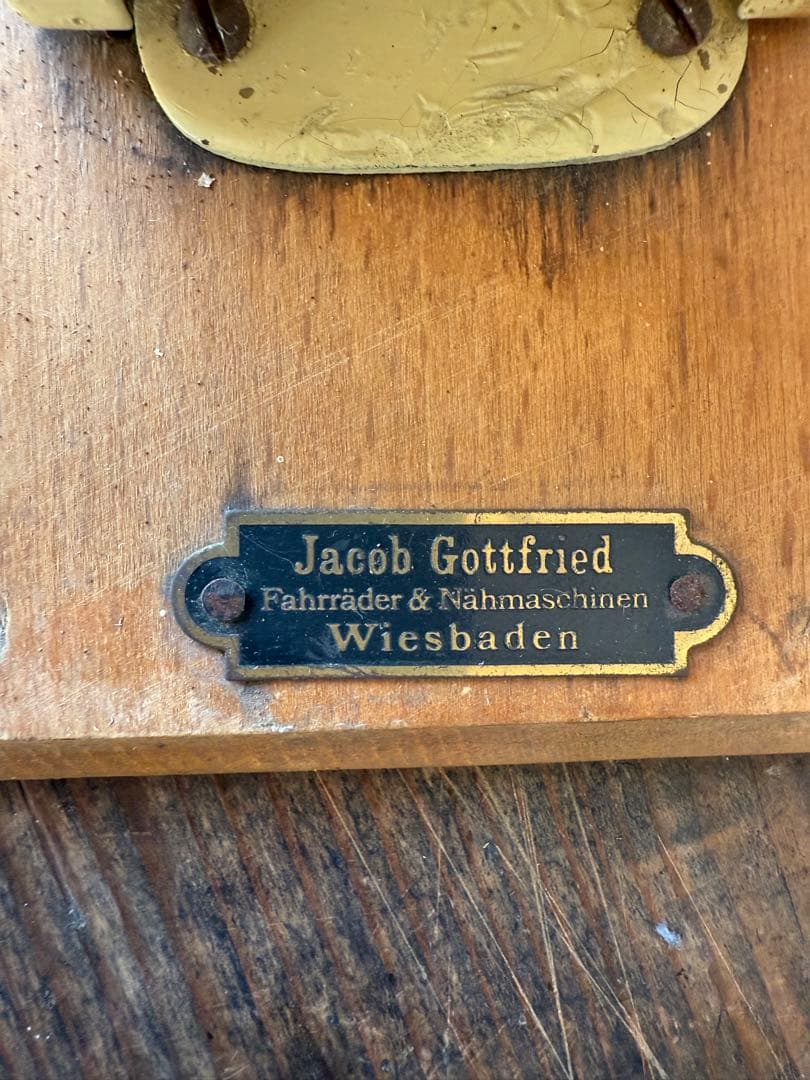 Jacob Gottfried
Fahrräder & Nähmaschinen
Wiesbaden